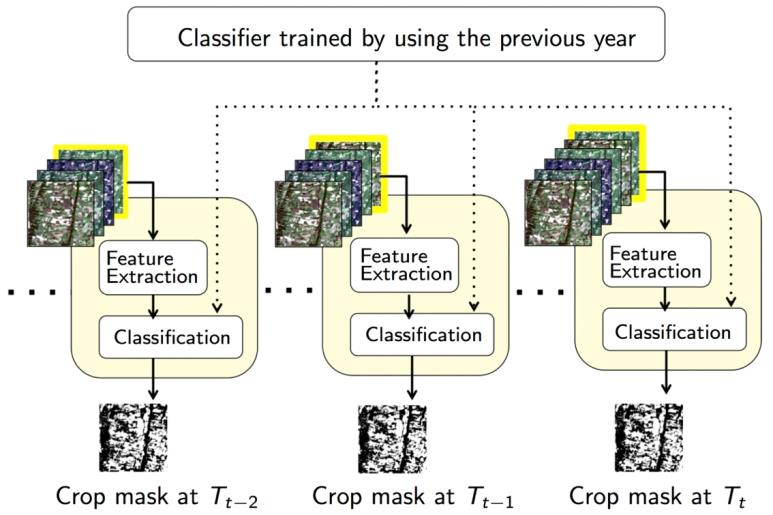 Classifier trained by using the previous year
Feature
Extraction
Feature
Extraction
Feature
Extraction
Classification
Classification
Classification
Crop mask at T_{t−2}
Crop mask at T_{t−1}
Crop mask at T_t